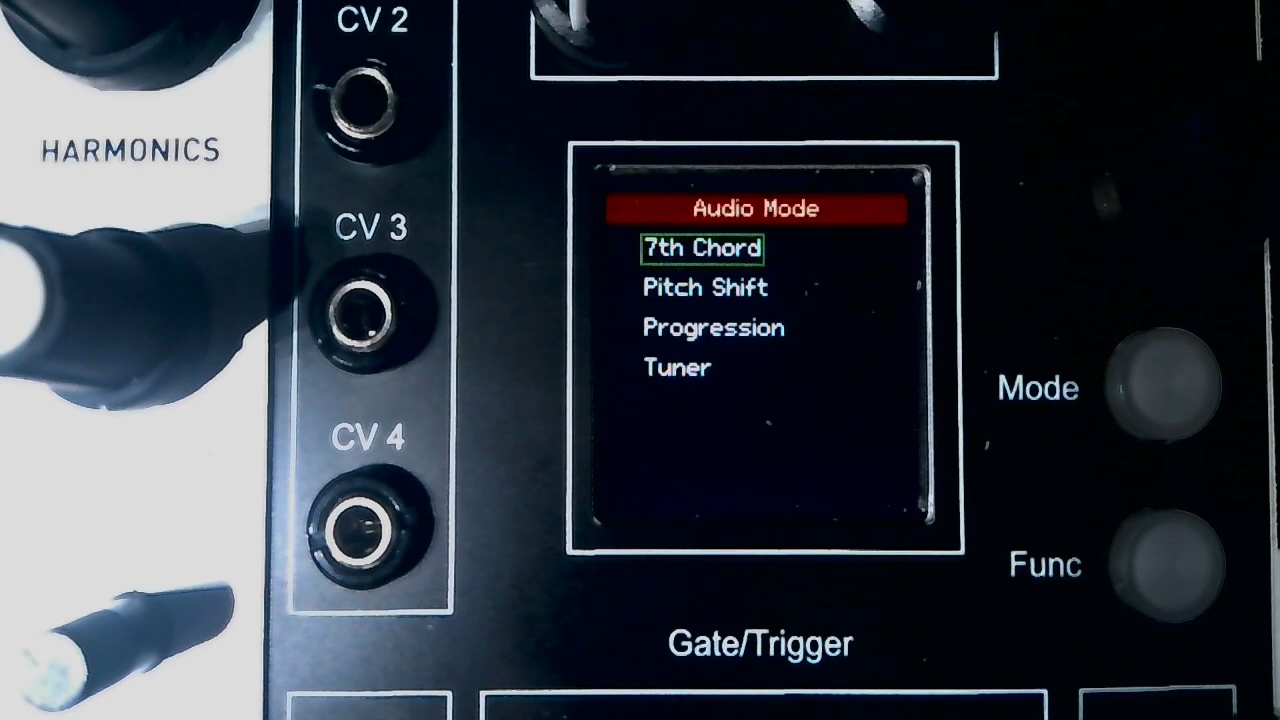 CV 2
HARMONICS
CV 3
CV 4
Audio Mode
7th Chord
Pitch Shift
Progression
Tuner
Mode
Func
Gate/Trigger